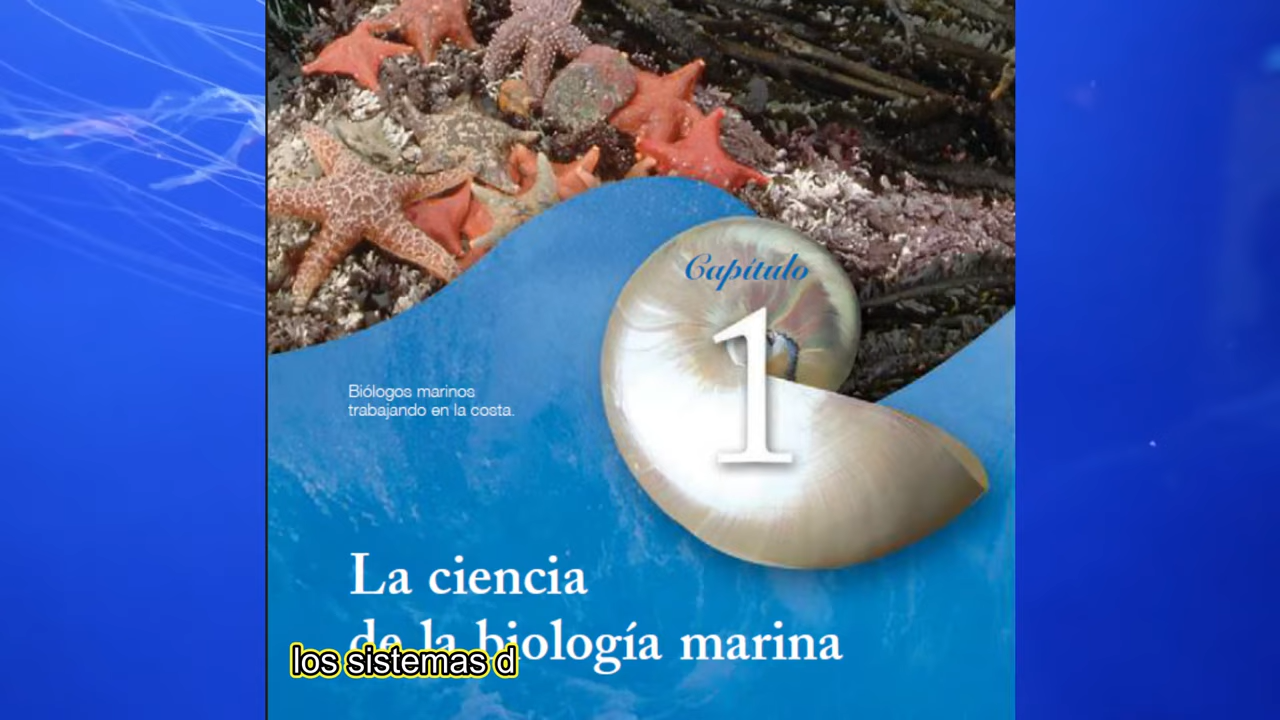 Capítulo
1
Biólogos marinos
trabajando en la costa.
La ciencia
de la biología marina
los sistemas d